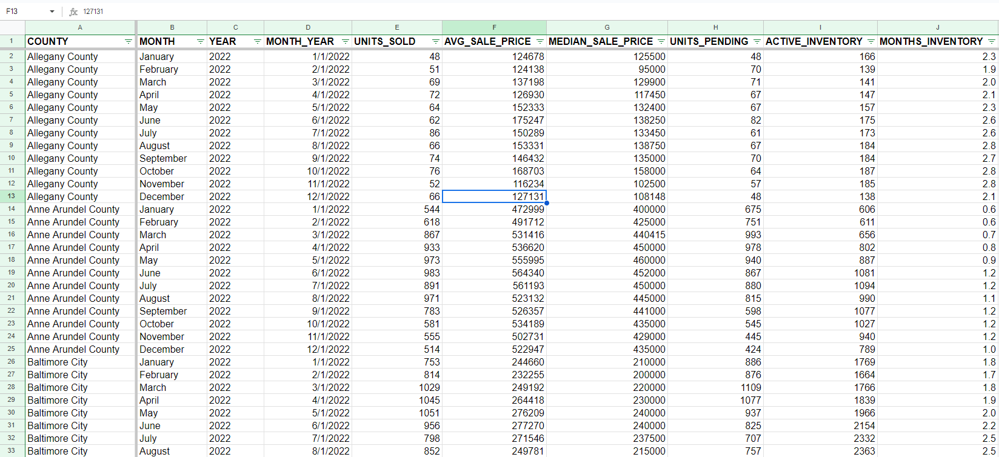 F13 fx 127131
A B C D E F G H I J
1 COUNTY MONTH YEAR MONTH_YEAR UNITS_SOLD AVG_SALE_PRICE MEDIAN_SALE_PRICE UNITS_PENDING ACTIVE_INVENTORY MONTHS_INVENTORY
2 Allegany County January 2022 1/1/2022 48 124678 125500 48 166 2.3
3 Allegany County February 2022 2/1/2022 51 124138 95000 70 139 1.9
4 Allegany County March 2022 3/1/2022 69 137198 129900 71 141 2.0
5 Allegany County April 2022 4/1/2022 72 126930 117450 67 147 2.1
6 Allegany County May 2022 5/1/2022 64 152333 132400 67 157 2.3
7 Allegany County June 2022 6/1/2022 62 175247 138250 82 175 2.6
8 Allegany County July 2022 7/1/2022 86 150289 133450 61 173 2.6
9 Allegany County August 2022 8/1/2022 66 153331 138750 67 184 2.8
10 Allegany County September 2022 9/1/2022 74 146432 135000 70 184 2.7
11 Allegany County October 2022 10/1/2022 76 168703 158000 64 187 2.8
12 Allegany County November 2022 11/1/2022 52 116234 102500 57 185 2.8
13 Allegany County December 2022 12/1/2022 66 127131 108148 48 138 2.1
14 Anne Arundel County January 2022 1/1/2022 544 472999 400000 675 606 0.6
15 Anne Arundel County February 2022 2/1/2022 618 491712 425000 751 611 0.6
16 Anne Arundel County March 2022 3/1/2022 867 531416 440415 993 656 0.7
17 Anne Arundel County April 2022 4/1/2022 933 536620 450000 978 802 0.8
18 Anne Arundel County May 2022 5/1/2022 973 555995 460000 940 887 0.9
19 Anne Arundel County June 2022 6/1/2022 983 564340 452000 867 1081 1.2
20 Anne Arundel County July 2022 7/1/2022 891 561193 450000 880 1094 1.2
21 Anne Arundel County August 2022 8/1/2022 971 523132 445000 815 990 1.1
22 Anne Arundel County September 2022 9/1/2022 783 526357 441000 598 1077 1.2
23 Anne Arundel County October 2022 10/1/2022 581 534189 435000 545 1027 1.2
24 Anne Arundel County November 2022 11/1/2022 555 502731 429000 445 940 1.2
25 Anne Arundel County December 2022 12/1/2022 514 522947 435000 424 789 1.0
26 Baltimore City January 2022 1/1/2022 753 244660 210000 886 1769 1.8
27 Baltimore City February 2022 2/1/2022 814 232255 200000 876 1664 1.7
28 Baltimore City March 2022 3/1/2022 1029 249192 220000 1109 1766 1.8
29 Baltimore City April 2022 4/1/2022 1045 264418 230000 1077 1839 1.9
30 Baltimore City May 2022 5/1/2022 1051 276209 240000 937 1966 2.0
31 Baltimore City June 2022 6/1/2022 956 277270 240000 825 2154 2.2
32 Baltimore City July 2022 7/1/2022 798 271546 237500 707 2332 2.5
33 Baltimore City August 2022 8/1/2022 852 249781 215000 757 2363 2.5